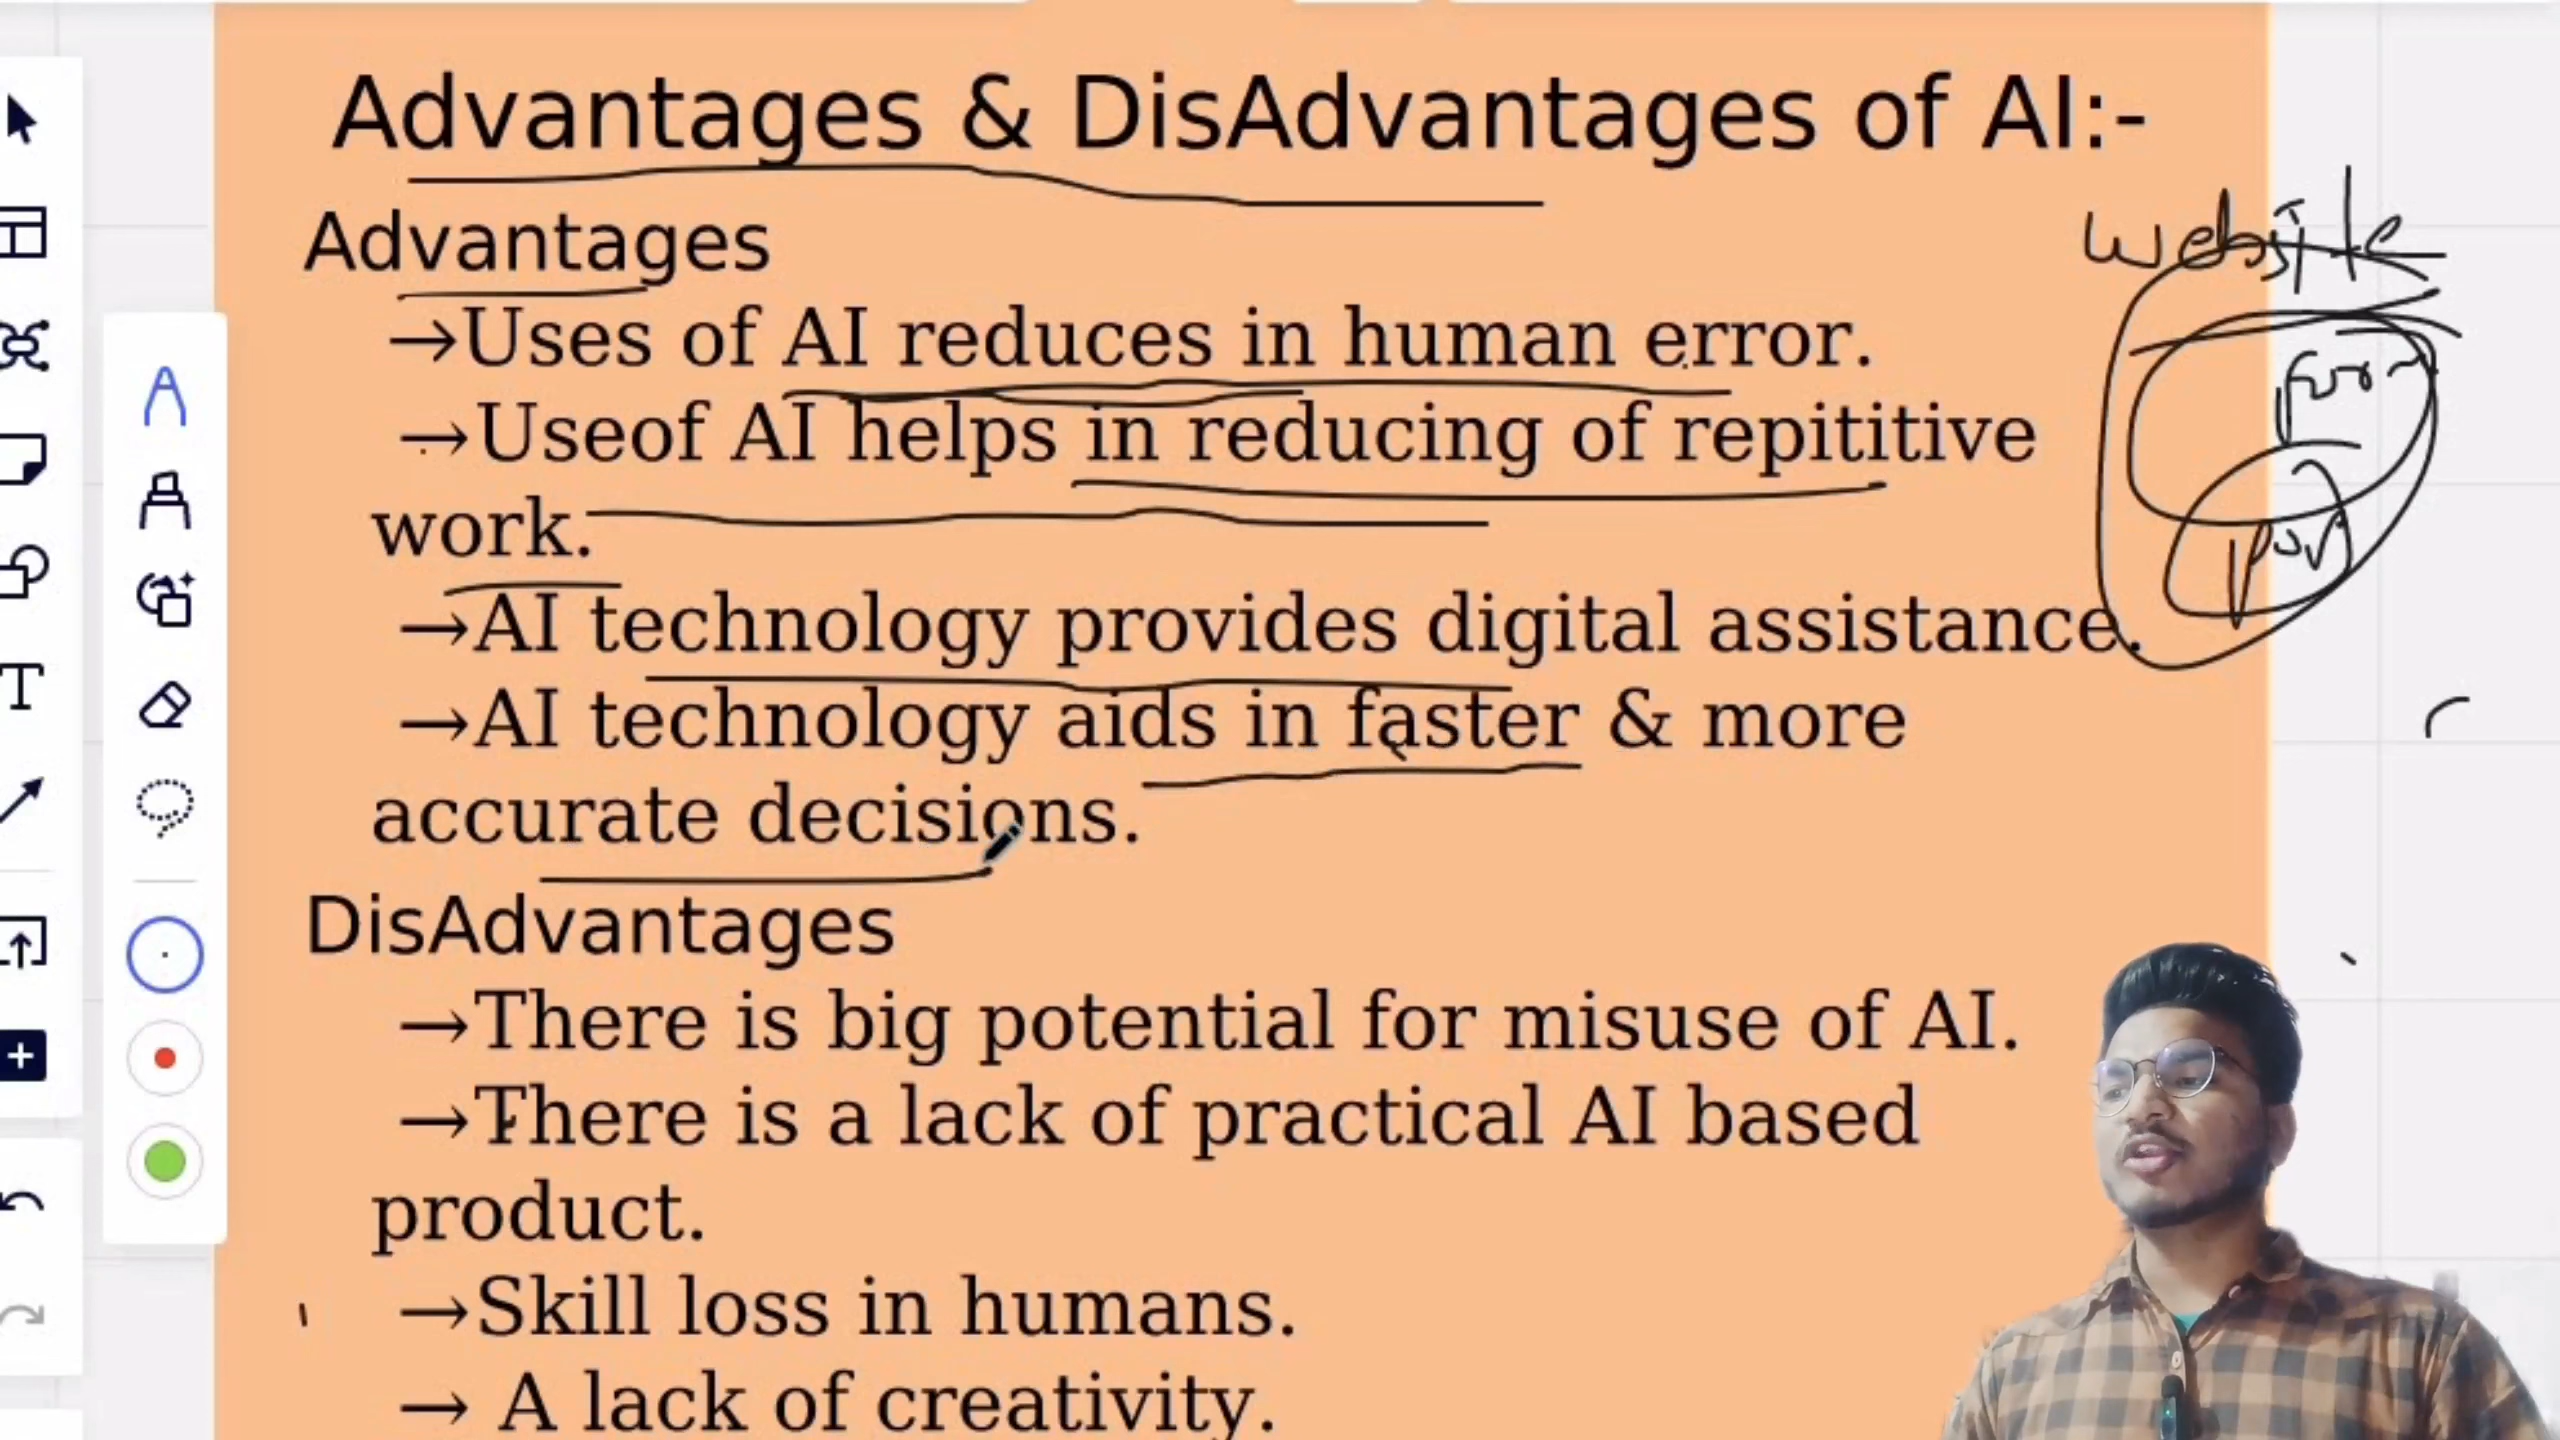 Advantages & DisAdvantages of AI:-
Advantages
→Uses of AI reduces in human error.
→Useof AI helps in reducing of repititive
work.
→AI technology provides digital assistance.
→AI technology aids in faster & more
accurate decisions.
DisAdvantages
→There is big potential for misuse of AI.
→There is a lack of practical AI based
product.
→Skill loss in humans.
→ A lack of creativity.
website